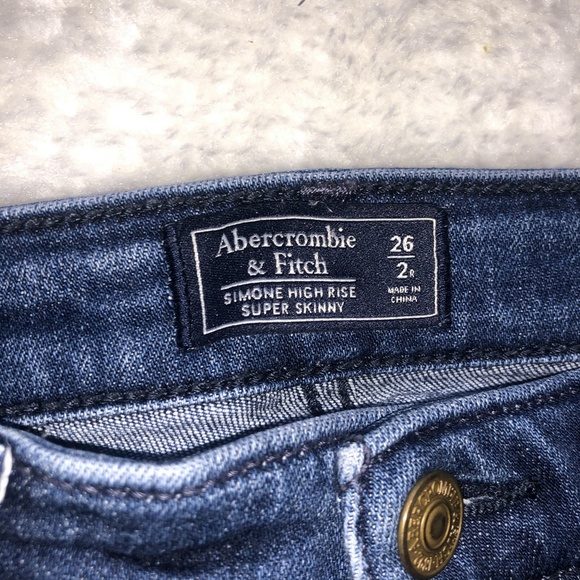 Abercrombie
& Fitch
SIMONE HIGH RISE
SUPER SKINNY
26
2R
MADE IN
CHINA